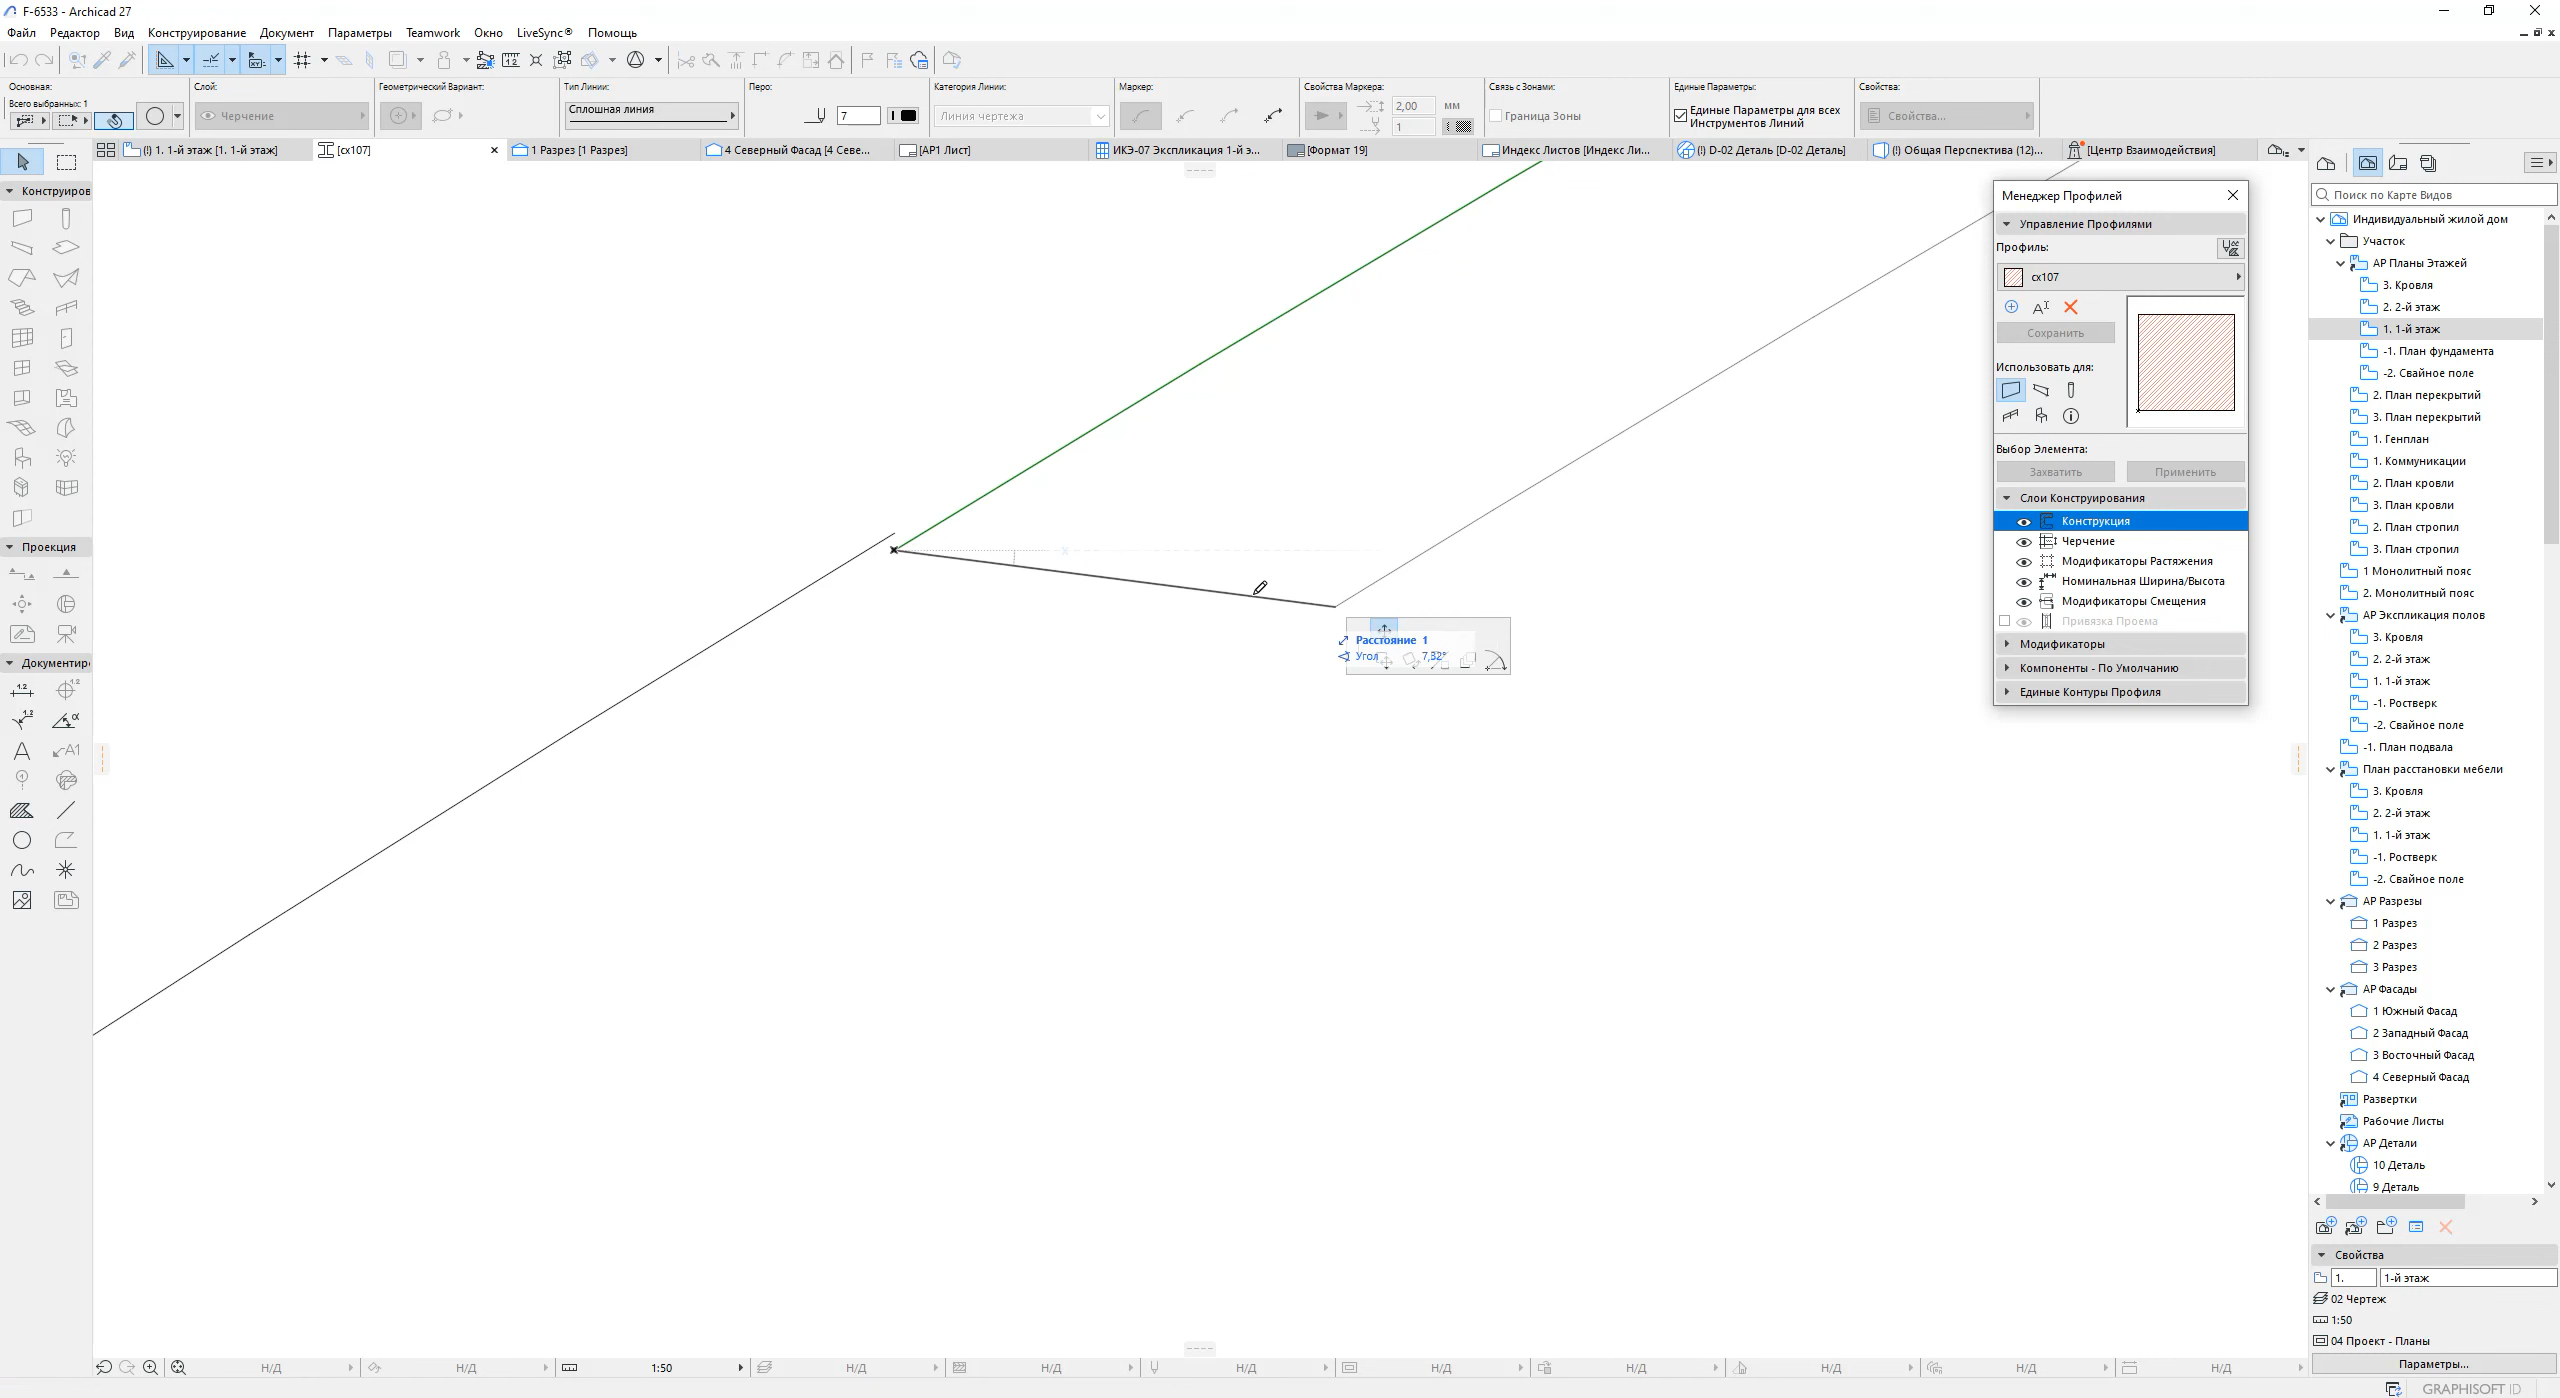 F-6533 - Archicad 27
Файл Редактор Вид Конструирование Документ Параметры Teamwork Окно LiveSync® Помощь
Основная:
Всего выбранных: 1
Слой:
Черчение
Геометрический Вариант:
Тип Линии:
Сплошная линия
Перо:
7
Категория Линии:
Линия чертежа
Маркер:
Свойства Маркера:
2,00 мм
1
Связь с Зонами:
Граница Зоны
Единые Параметры:
Единые Параметры для всех
Инструментов Линий
Свойства:
Свойства...
(!) 1. 1-й этаж [1. 1-й этаж]
[сх107]
1 Разрез [1 Разрез]
4 Северный Фасад [4 Севе...
[АР1 Лист]
ИКЭ-07 Экспликация 1-й э...
[Формат 19]
Индекс Листов [Индекс Ли...
(!) D-02 Деталь [D-02 Деталь]
(!) Общая Перспектива (12)...
[Центр Взаимодействия]
Конструиров
Проекция
Документир
Расстояние 1
Угол 7,32°
Менеджер Профилей
Управление Профилями
Профиль:
сх107
Сохранить
Использовать для:
Выбор Элемента:
Захватить
Применить
Слои Конструирования
Конструкция
Черчение
Модификаторы Растяжения
Номинальная Ширина/Высота
Модификаторы Смещения
Привязка Проема
Модификаторы
Компоненты - По Умолчанию
Единые Контуры Профиля
Поиск по Карте Видов
Индивидуальный жилой дом
Участок
АР Планы Этажей
3. Кровля
2. 2-й этаж
1. 1-й этаж
-1. План фундамента
-2. Свайное поле
2. План перекрытий
3. План перекрытий
1. Генплан
1. Коммуникации
2. План кровли
3. План кровли
2. План стропил
3. План стропил
1 Монолитный пояс
2. Монолитный пояс
АР Экспликация полов
3. Кровля
2. 2-й этаж
1. 1-й этаж
-1. Ростверк
-2. Свайное поле
-1. План подвала
План расстановки мебели
3. Кровля
2. 2-й этаж
1. 1-й этаж
-1. Ростверк
-2. Свайное поле
АР Разрезы
1 Разрез
2 Разрез
3 Разрез
АР Фасады
1 Южный Фасад
2 Западный Фасад
3 Восточный Фасад
4 Северный Фасад
Развертки
Рабочие Листы
АР Детали
10 Деталь
9 Деталь
Свойства
1. 1-й этаж
02 Чертеж
1:50
04 Проект - Планы
Параметры...
Н/Д Н/Д 1:50 Н/Д Н/Д Н/Д Н/Д Н/Д Н/Д Н/Д Н/Д
GRAPHISOFT ID